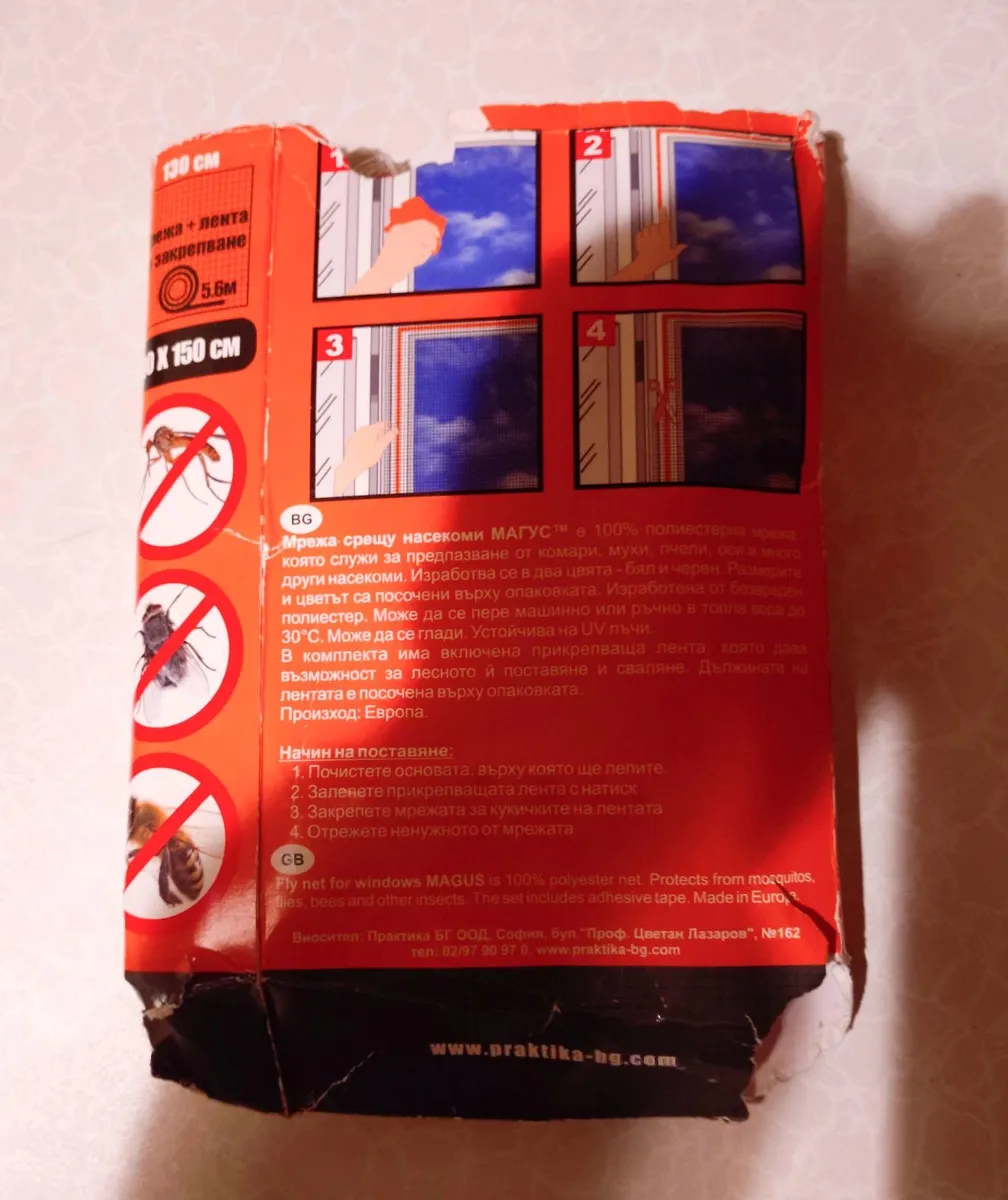 130 см
+ лента
закрепване
5.6м
X 150 см
1
2
3
4
BG
Мрежа срещу насекоми МАГУС™ е 100% полиестерна мрежа,
която служи за предпазване от комари, мухи, пчели, оси и много
други насекоми. Изработва се в два цвята - бял и черен. Размерите
и цветът са посочени върху опаковката. Изработена от безвреден
полиестер. Може да се пере машинно или ръчно в топла вода до
30°C. Може да се глади. Устойчива на UV лъчи.
В комплекта има включена прикрепваща лента, която дава
възможност за лесното ѝ поставяне и сваляне. Дължината на
лентата е посочена върху опаковката.
Произход: Европа.
Начин на поставяне:
1. Почистете основата, върху която ще лепите.
2. Залепете прикрепващата лента с натиск
3. Закрепете мрежата за кукичките на лентата
4. Отрежете ненужното от мрежата
GB
Fly net for windows MAGUS is 100% polyester net. Protects from mosquitos,
flies, bees and other insects. The set includes adhesive tape. Made in Europe.
Вносител: Практика БГ ООД, София, бул."Проф. Цветан Лазаров", №162
тел: 02/97 90 97 0, www.praktika-bg.com
www.praktika-bg.com